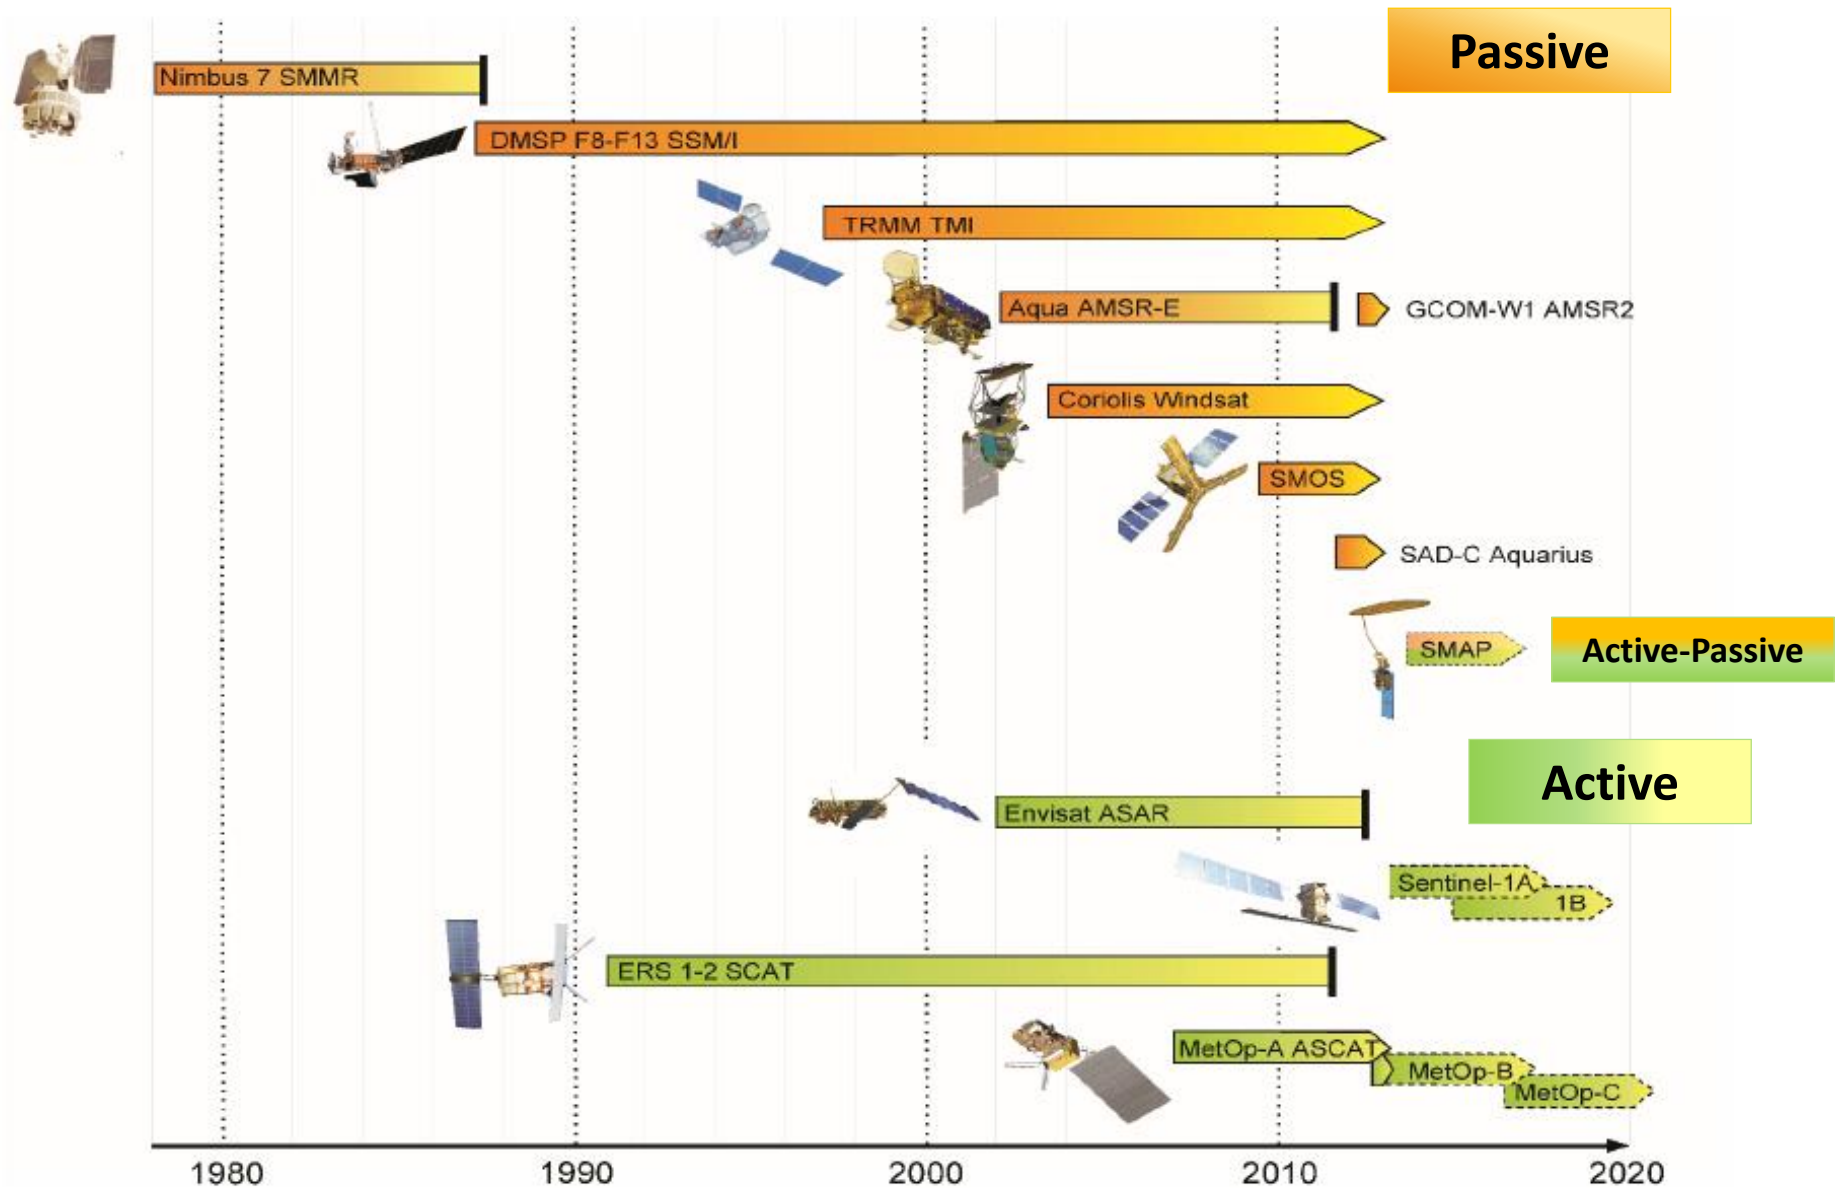 Passive
Nimbus 7 SMMR
DMSP F8-F13 SSM/I
TRMM TMI
Aqua AMSR-E
GCOM-W1 AMSR2
Coriolis Windsat
SMOS
SAD-C Aquarius
SMAP
Active-Passive
Active
Envisat ASAR
Sentinel-1A
1B
ERS 1-2 SCAT
MetOp-A ASCAT
MetOp-B
MetOp-C
1980 1990 2000 2010 2020